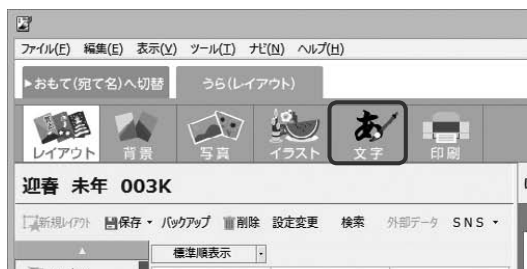 ファイル(F) 編集(E) 表示(V) ツール(T) ナビ(N) ヘルプ(H)
▶おもて(宛て名)へ切替 うら(レイアウト)
レイアウト 背景 写真 イラスト 文字 印刷
迎春 未年 003K
新規レイアウト 保存 バックアップ 削除 設定変更 検索 外部データ SNS
標準順表示